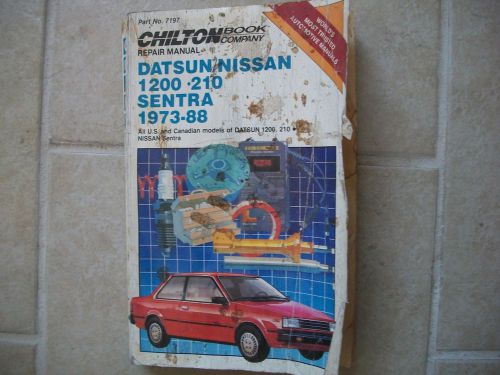 Part No. 7197
CHILTON BOOK COMPANY
REPAIR MANUAL
WORLD'S
MOST TRUSTED
AUTOMOTIVE MANUALS
DATSUN/NISSAN
1200 • 210
SENTRA
1973-88
All U.S. and Canadian models of DATSUN 1200, 210 •
NISSAN Sentra